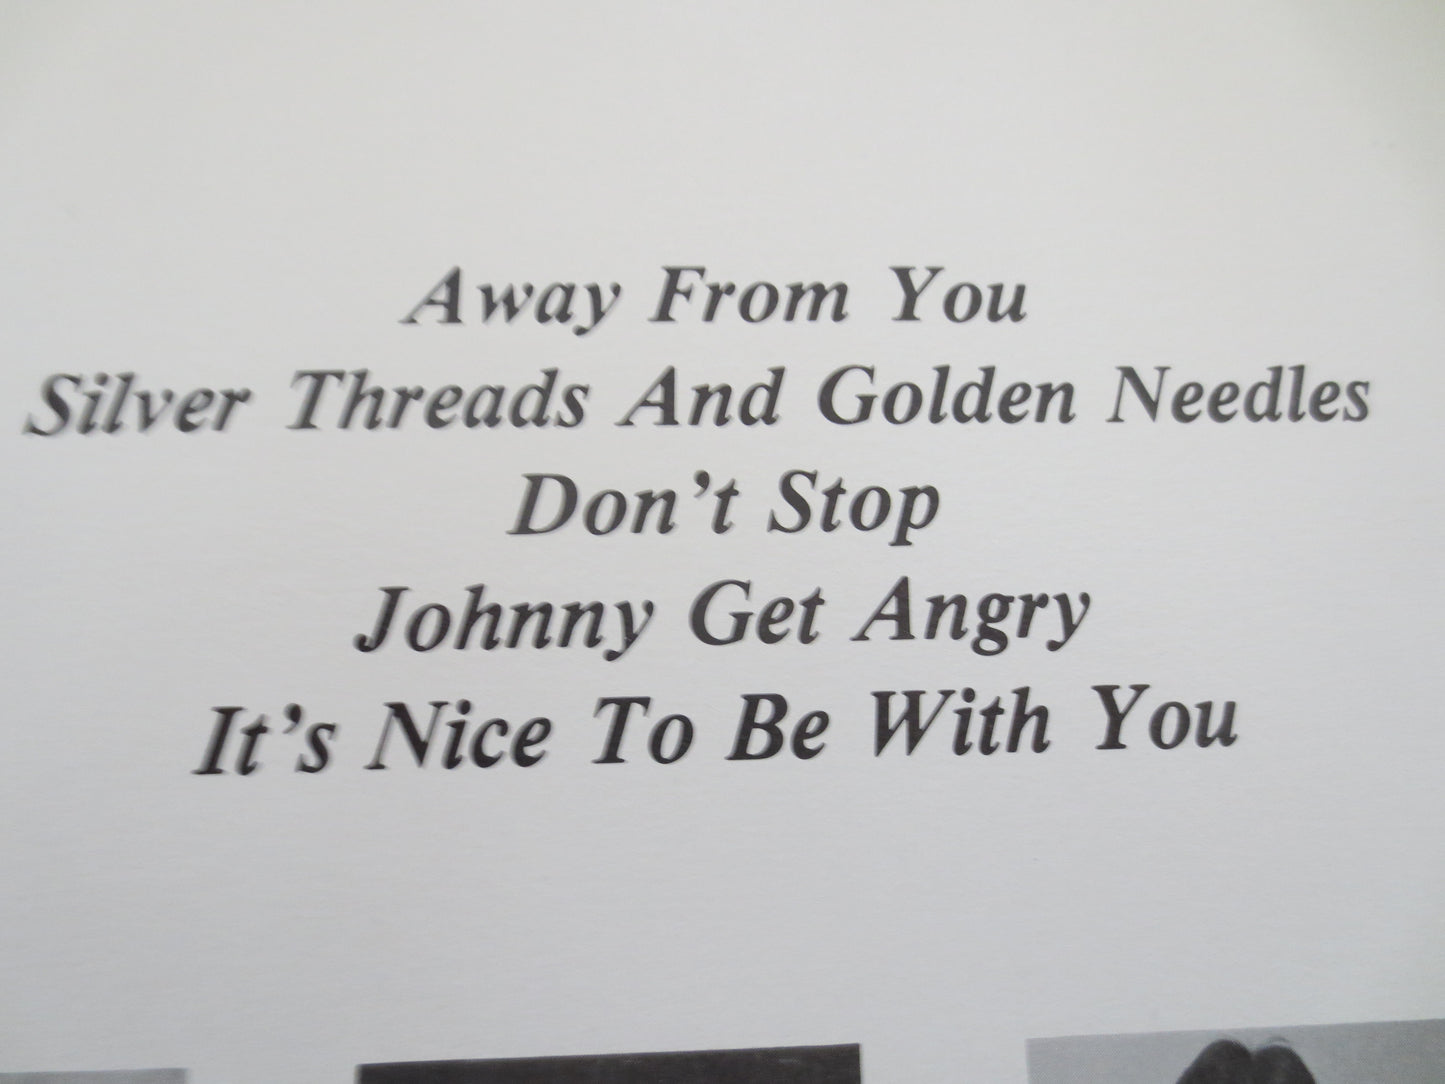 Away From You
Silver Threads And Golden Needles
Don't Stop
Johnny Get Angry
It's Nice To Be With You